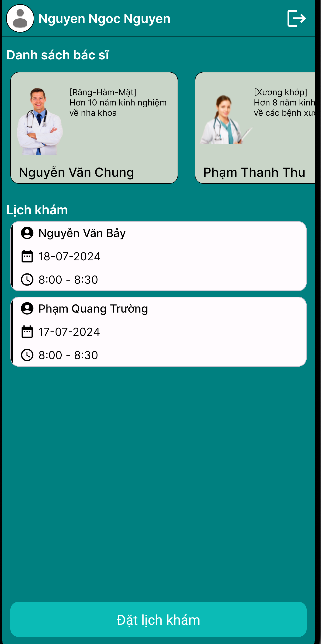 Nguyen Ngoc Nguyen
Danh sách bác sĩ
[Răng-Hàm-Mặt]
Hơn 10 năm kinh nghiệm
về nha khoa
Nguyễn Văn Chung
[Xương khớp]
Hơn 8 năm kinh
về các bệnh xư
Phạm Thanh Thu
Lịch khám
Nguyễn Văn Bảy
18-07-2024
8:00 - 8:30
Phạm Quang Trường
17-07-2024
8:00 - 8:30
Đặt lịch khám